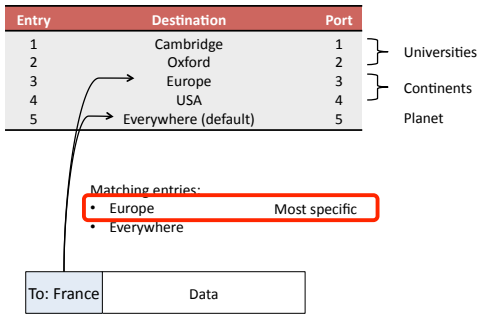 Entry Destination Port
1 Cambridge 1
2 Oxford 2
Universities
3 Europe 3
4 USA 4
Continents
5 Everywhere (default) 5 Planet
Matching entries:
• Europe Most specific
• Everywhere
To: France Data